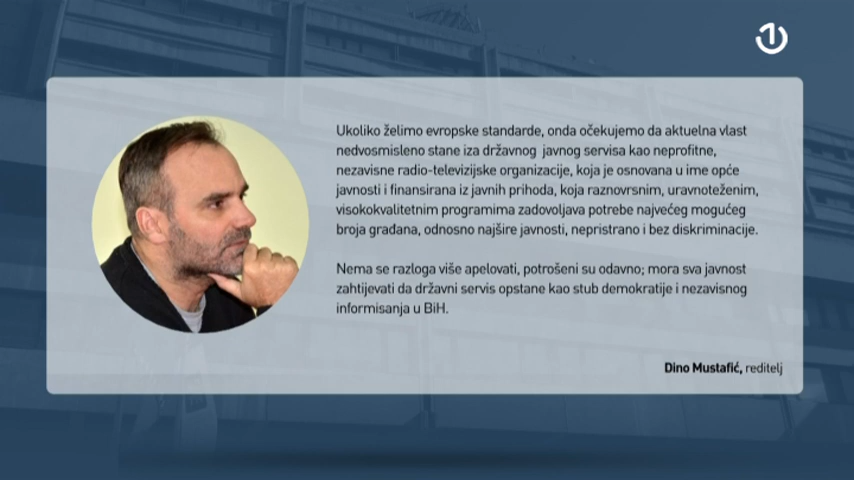 Ukoliko želimo evropske standarde, onda očekujemo da aktuelna vlast
nedvosmisleno stane iza državnog javnog servisa kao neprofitne,
nezavisne radio-televizijske organizacije, koja je osnovana u ime opće
javnosti i finansirana iz javnih prihoda, koja raznovrsnim, uravnoteženim,
visokokvalitetnim programima zadovoljava potrebe najvećeg mogućeg
broja građana, odnosno najšire javnosti, nepristrano i bez diskriminacije.
Nema se razloga više apelovati, potrošeni su odavno; mora sva javnost
zahtijevati da državni servis opstane kao stub demokratije i nezavisnog
informisanja u BiH.
Dino Mustafić, reditelj